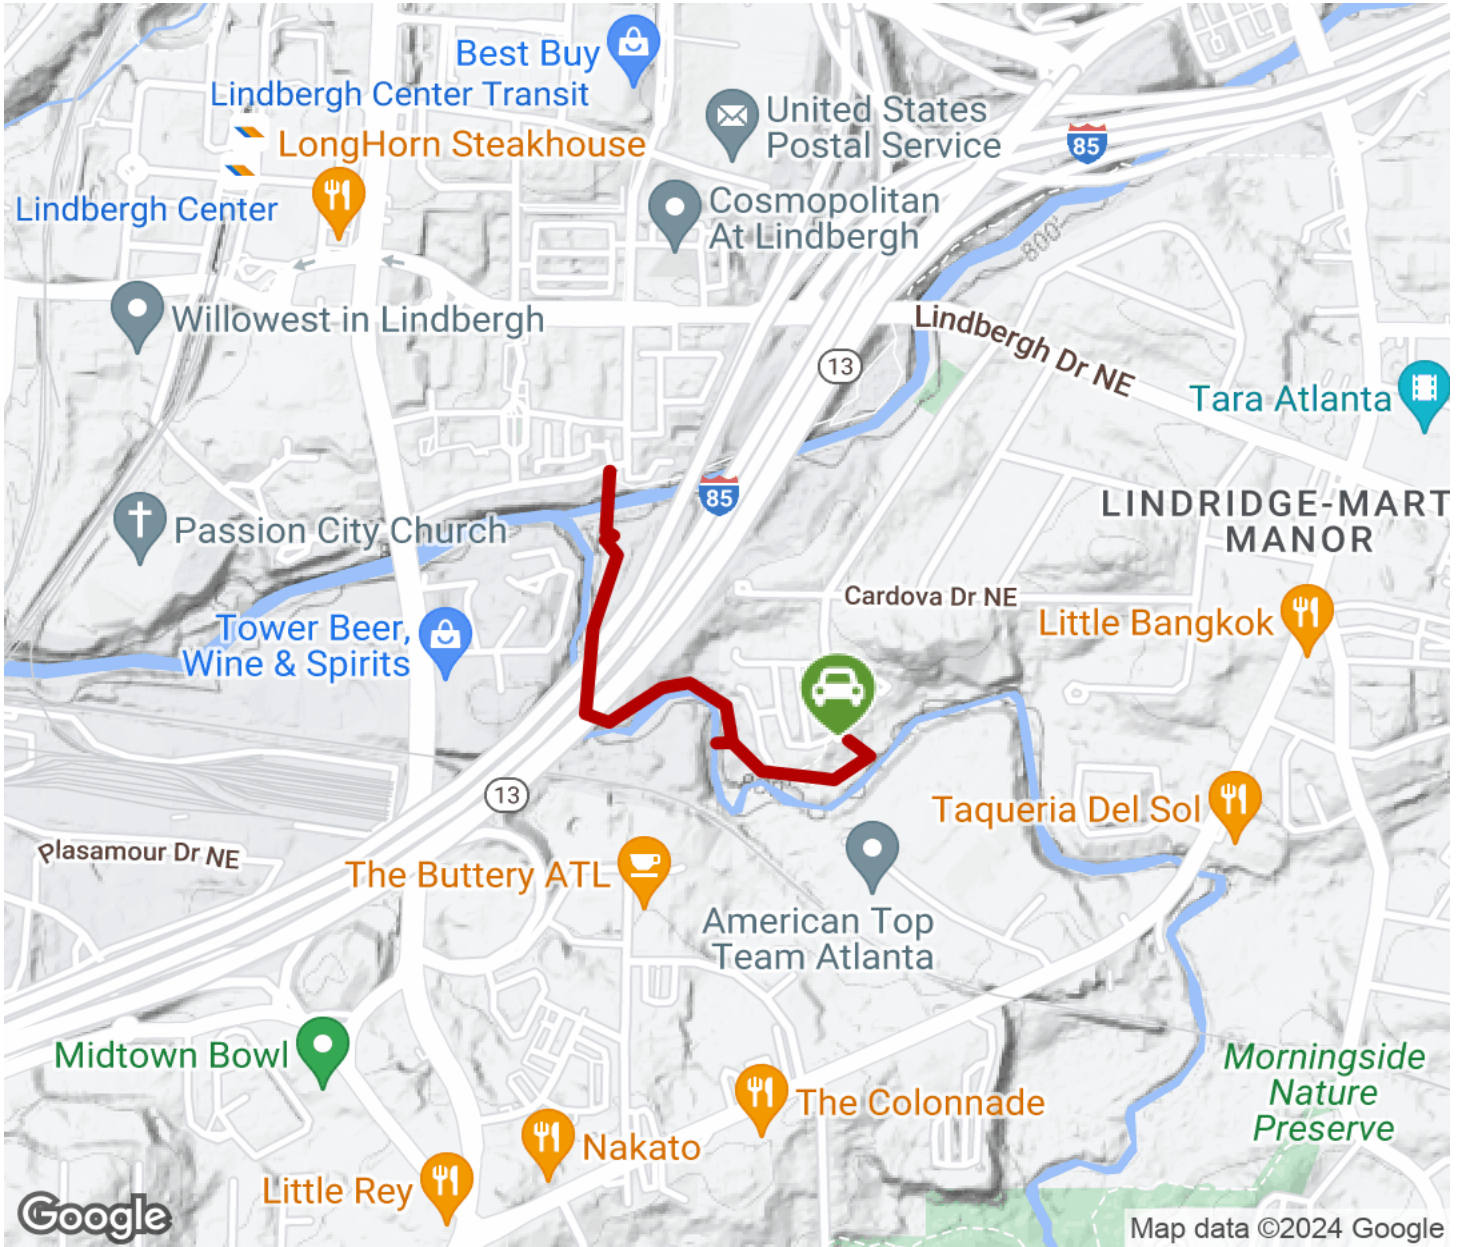 Best Buy
Lindbergh Center Transit
LongHorn Steakhouse
United States
Postal Service
85
Lindbergh Center
Cosmopolitan
At Lindbergh
800
Willowest in Lindbergh
Lindbergh Dr NE
13
Tara Atlanta
85
LINDRIDGE-MART
MANOR
Passion City Church
Cardova Dr NE
Little Bangkok
Tower Beer,
Wine & Spirits
13
Taqueria Del Sol
Plasamour Dr NE
The Buttery ATL
American Top
Team Atlanta
Midtown Bowl
Morningside
Nature
Preserve
The Colonnade
Nakato
Little Rey
Google
Map data ©2024 Google